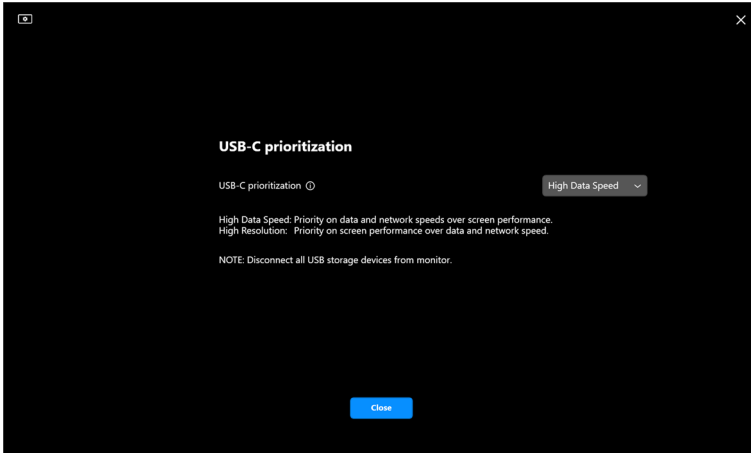 USB-C prioritization
USB-C prioritization
High Data Speed
High Data Speed: Priority on data and network speeds over screen performance.
High Resolution: Priority on screen performance over data and network speed.
NOTE: Disconnect all USB storage devices from monitor.
Close